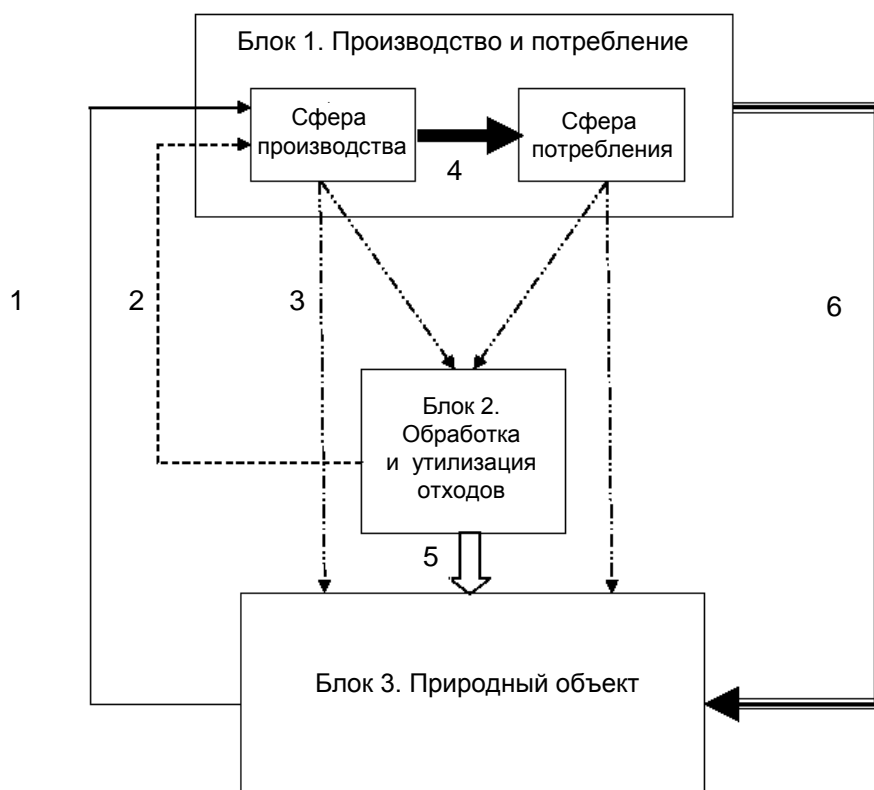 Блок 1. Производство и потребление
Сфера
производства
Сфера
потребления
4
1
2
3
6
Блок 2.
Обработка
и утилизация
отходов
5
Блок 3. Природный объект